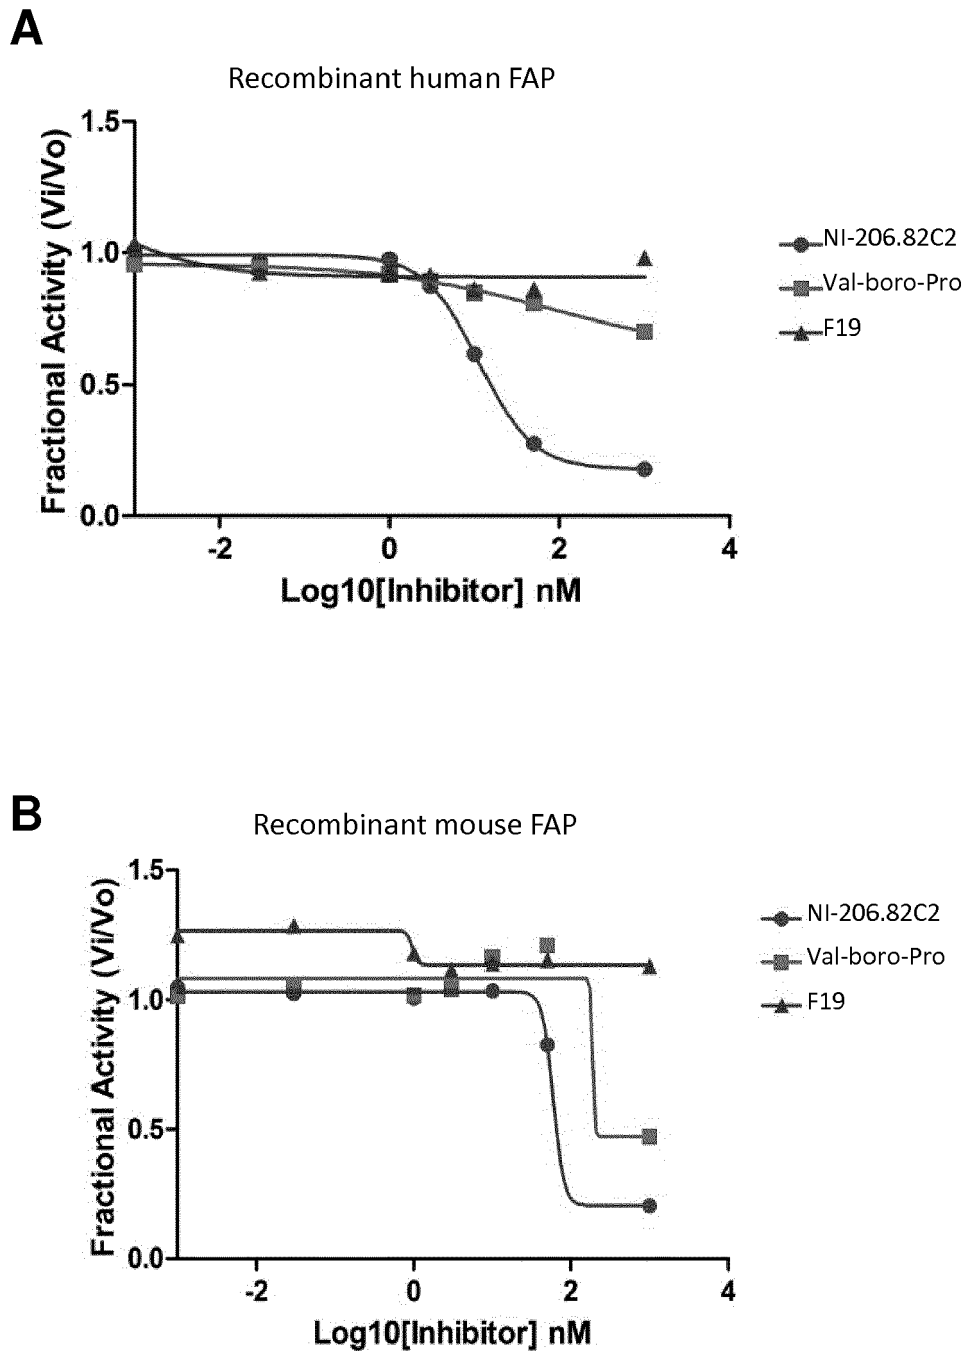 A
Recombinant human FAP
1.5
1.0
0.5
0.0
Fractional Activity (Vi/Vo)
-2 0 2 4
Log10[Inhibitor] nM
NI-206.82C2
Val-boro-Pro
F19
B
Recombinant mouse FAP
1.5
1.0
0.5
0.0
Fractional Activity (Vi/Vo)
-2 0 2 4
Log10[Inhibitor] nM
NI-206.82C2
Val-boro-Pro
F19